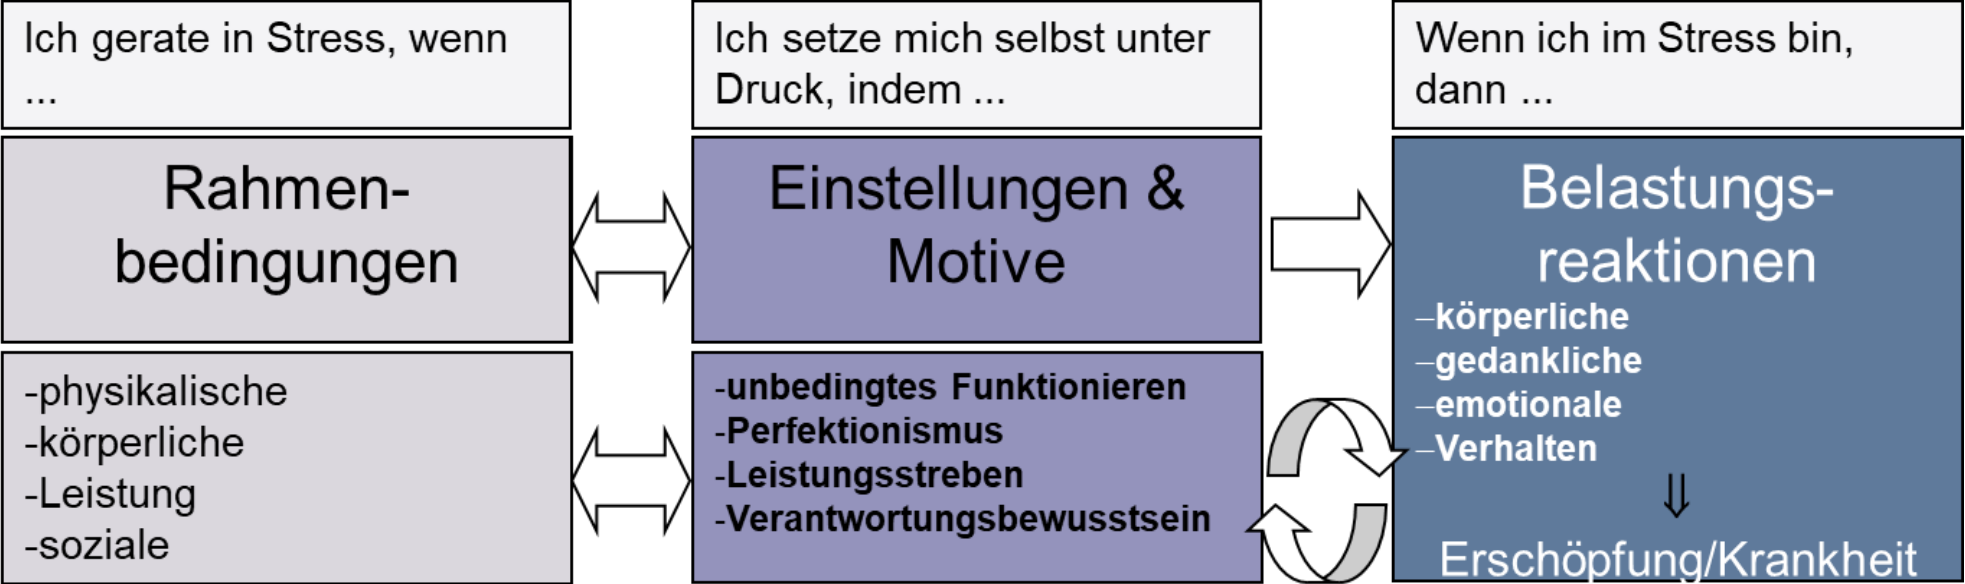 Ich gerate in Stress, wenn
...
Rahmen-
bedingungen
-physikalische
-körperliche
-Leistung
-soziale
Ich setze mich selbst unter
Druck, indem ...
Einstellungen &
Motive
-unbedingtes Funktionieren
-Perfektionismus
-Leistungsstreben
-Verantwortungsbewusstsein
Wenn ich im Stress bin,
dann ...
Belastungs-
reaktionen
–körperliche
–gedankliche
–emotionale
–Verhalten
⇓
Erschöpfung/Krankheit